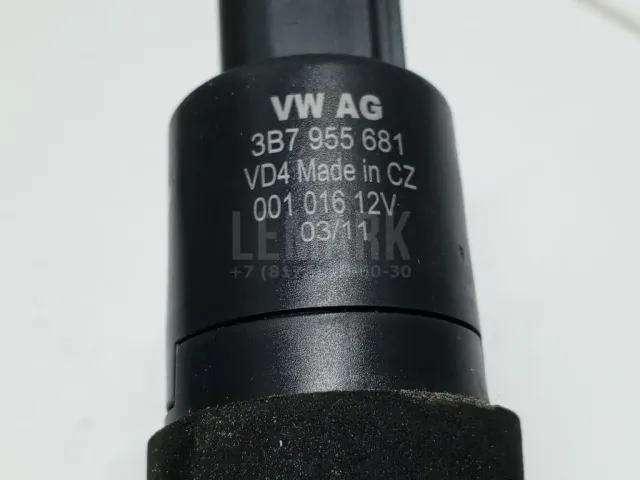 VW AG
3B7 955 681
VD4 Made in CZ
001 016 12V
03/11